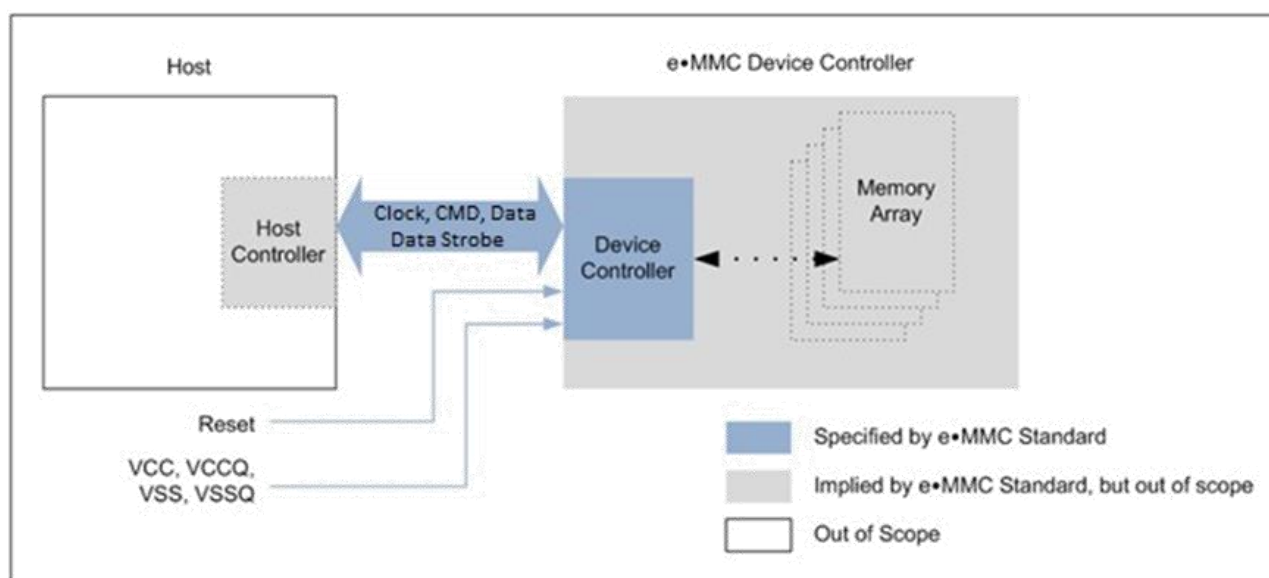 Host
e•MMC Device Controller
Host
Controller
Clock, CMD, Data
Data Strobe
Device
Controller
Memory
Array
Reset
VCC, VCCQ,
VSS, VSSQ
Specified by e•MMC Standard
Implied by e•MMC Standard, but out of scope
Out of Scope